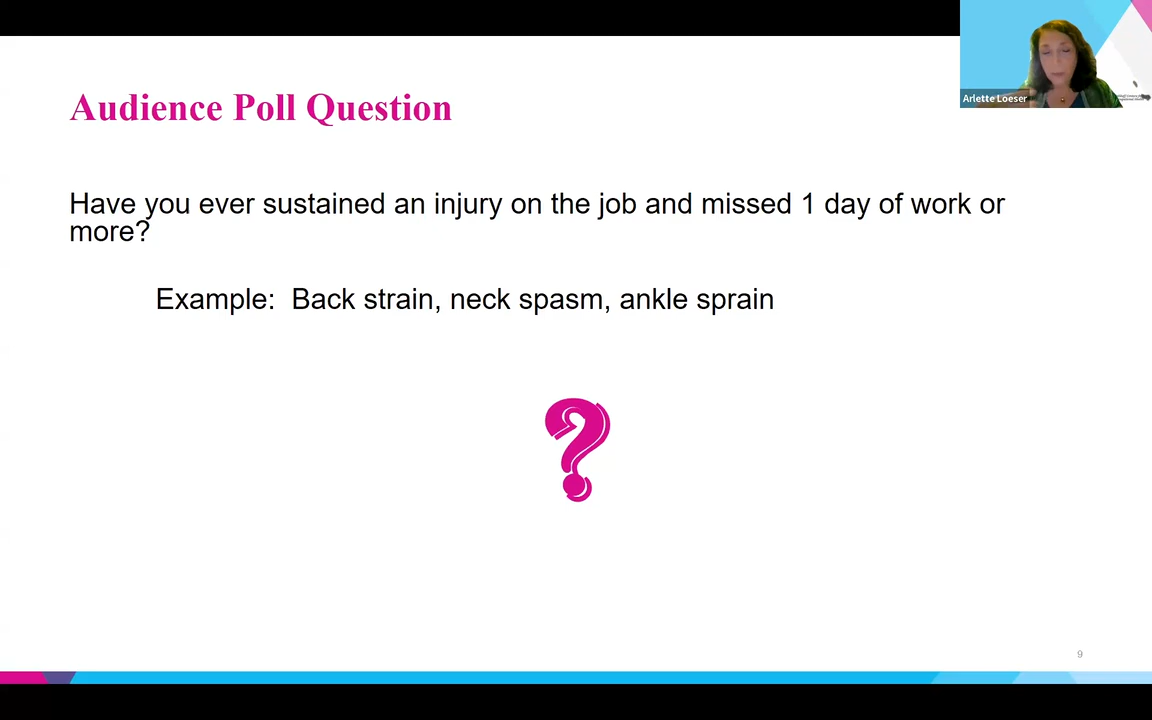 Arlette Loeser
Audience Poll Question
Have you ever sustained an injury on the job and missed 1 day of work or
more?
Example: Back strain, neck spasm, ankle sprain
?
9